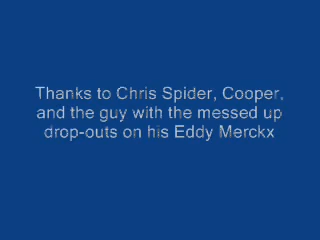 Thanks to Chris Spider, Cooper,
and the guy with the messed up
drop-outs on his Eddy Merckx